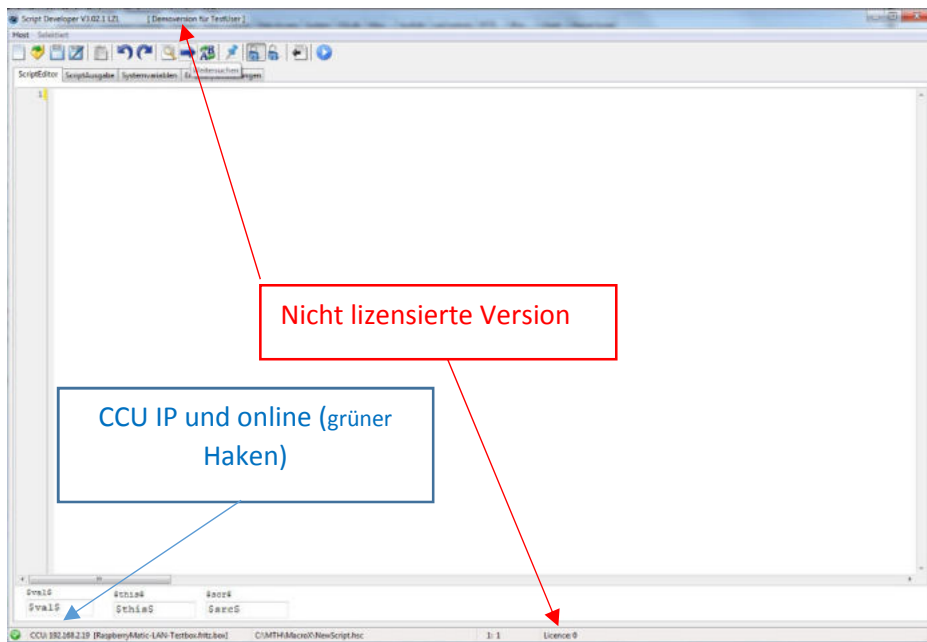 Script Developer V3.02.1 LZL [ Demoversion für TestUser ]
Host Selektiert
ScriptEditor ScriptAusgabe Systemvariablen
Weitersuchen
1
Nicht lizensierte Version
CCU IP und online (grüner
Haken)
$val$ $this$ $src$
$val$ $this$ $src$
CCU: 192.168.2.19 [RaspberryMatic-LAN-Testbox.fritz.box] C:\MTH\MacroX\NewScript.hsc 1: 1 Licence: 0